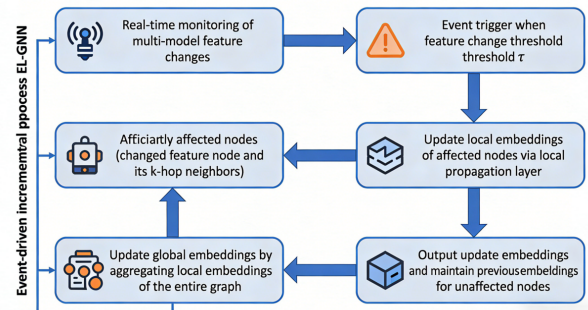 Event-driven incrememtral ppocess EL-GNN
Real-time monitoring of
multi-model feature
changes
Event trigger when
feature change threshold
threshold τ
Afficiartly affected nodes
(changed feature node and
its k-hop neighbors)
Update local embeddings
of affected nodes via local
propagation layer
Update global embeddings by
aggregating local embeddings
of the entire graph
Output update embeddings
and maintain previousembeldings
for unaffected nodes